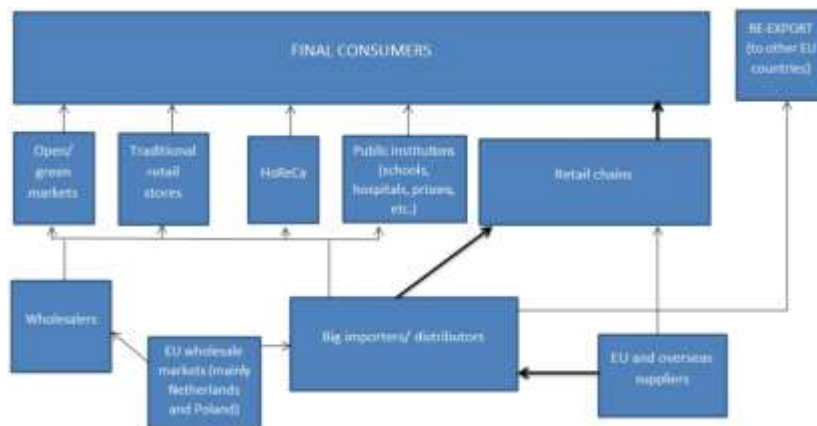 FINAL CONSUMERS
RE-EXPORT
(to other EU
countries)
Open/
green
markets
Traditional
retail
stores
HoReCa
Public institutions
(schools,
hospitals, prisons,
etc.)
Retail chains
Wholesalers
EU wholesale
markets (mainly
Netherlands
and Poland)
Big importers/ distributors
EU and overseas
suppliers